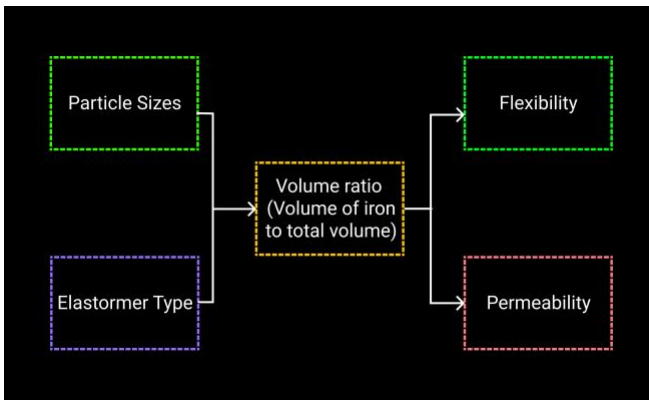 Particle Sizes
Flexibility
Volume ratio
(Volume of iron
to total volume)
Elastormer Type
Permeability